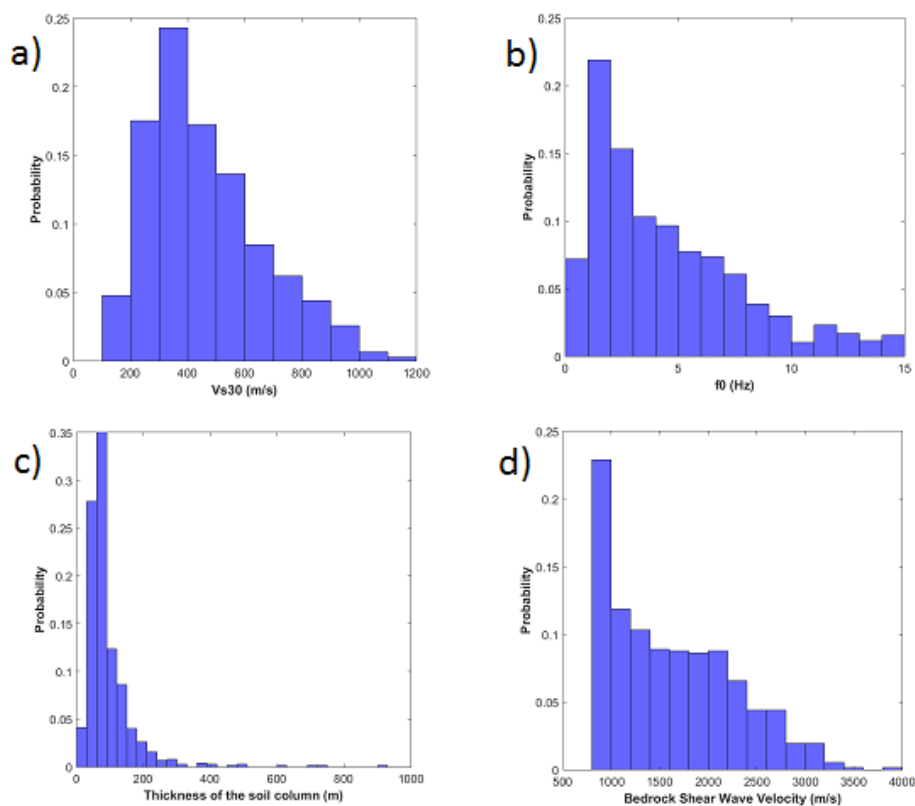 a)
0.25
0.2
0.15
0.1
0.05
0
Probability
200 400 600 800 1000 1200
Vs30 (m/s)
b)
0.25
0.2
0.15
0.1
0.05
0
Probability
0 5 10 15
f0 (Hz)
c)
0.35
0.3
0.25
0.2
0.15
0.1
0.05
0
Probability
0 200 400 600 800 1000
Thickness of the soil column (m)
d)
0.25
0.2
0.15
0.1
0.05
0
Probability
500 1000 1500 2000 2500 3000 3500 4000
Bedrock Shear Wave Velocity (m/s)